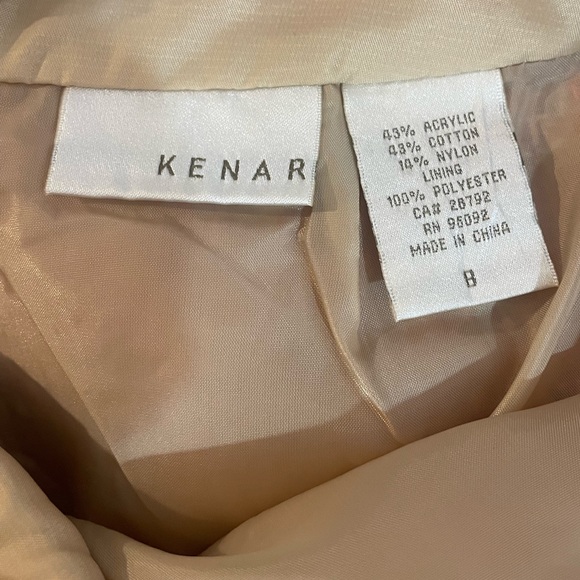 KENAR
43% ACRYLIC
43% COTTON
14% NYLON
LINING
100% POLYESTER
CA# 28792
RN 96092
MADE IN CHINA
8